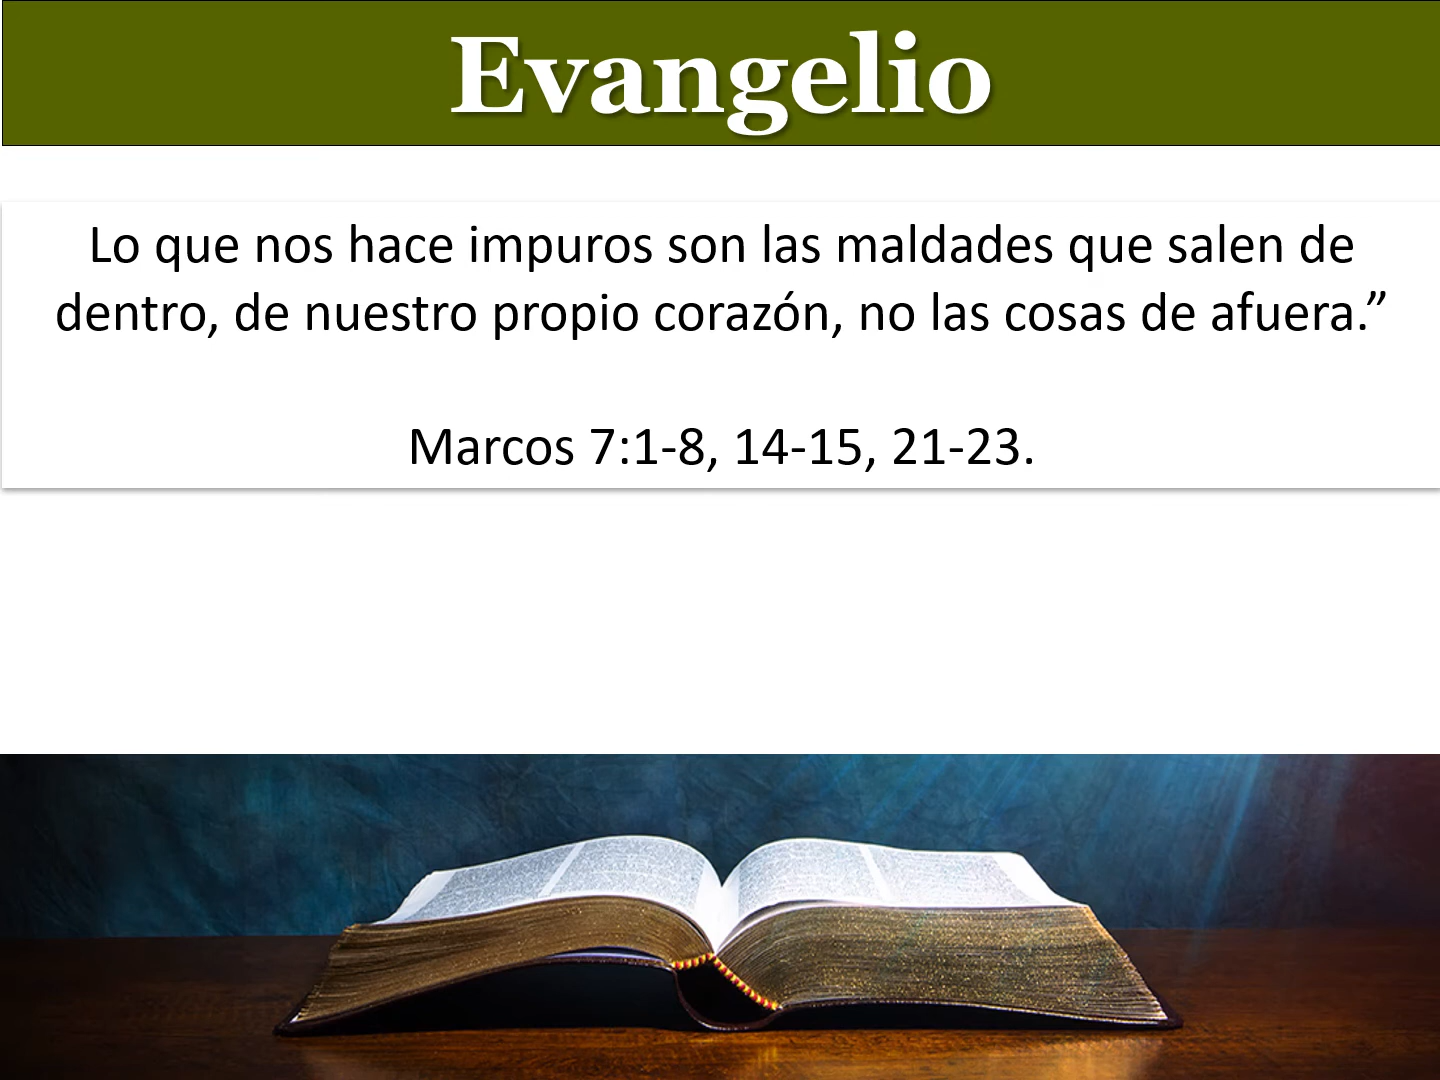 Evangelio
Lo que nos hace impuros son las maldades que salen de
dentro, de nuestro propio corazón, no las cosas de afuera.”
Marcos 7:1-8, 14-15, 21-23.